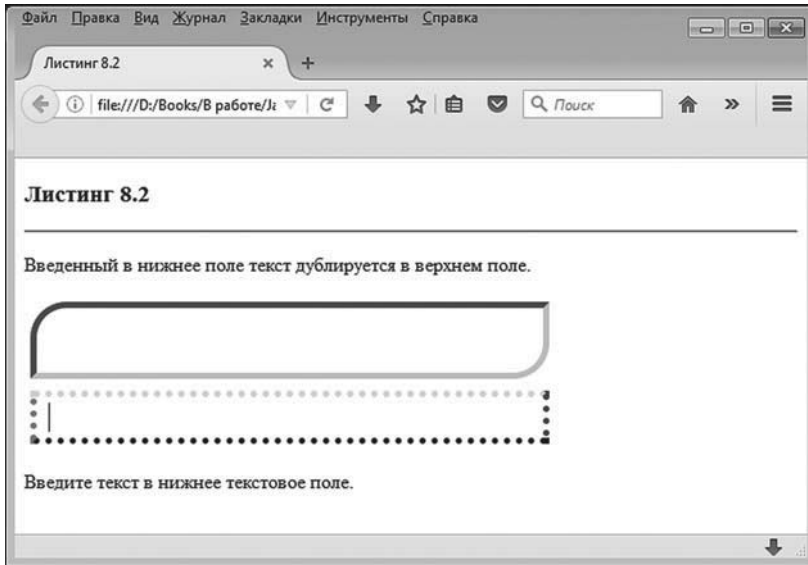 Файл Правка Вид Журнал Закладки Инструменты Справка
Листинг 8.2
file:///D:/Books/В работе/Ja
Поиск
Листинг 8.2
Введенный в нижнее поле текст дублируется в верхнем поле.
Введите текст в нижнее текстовое поле.